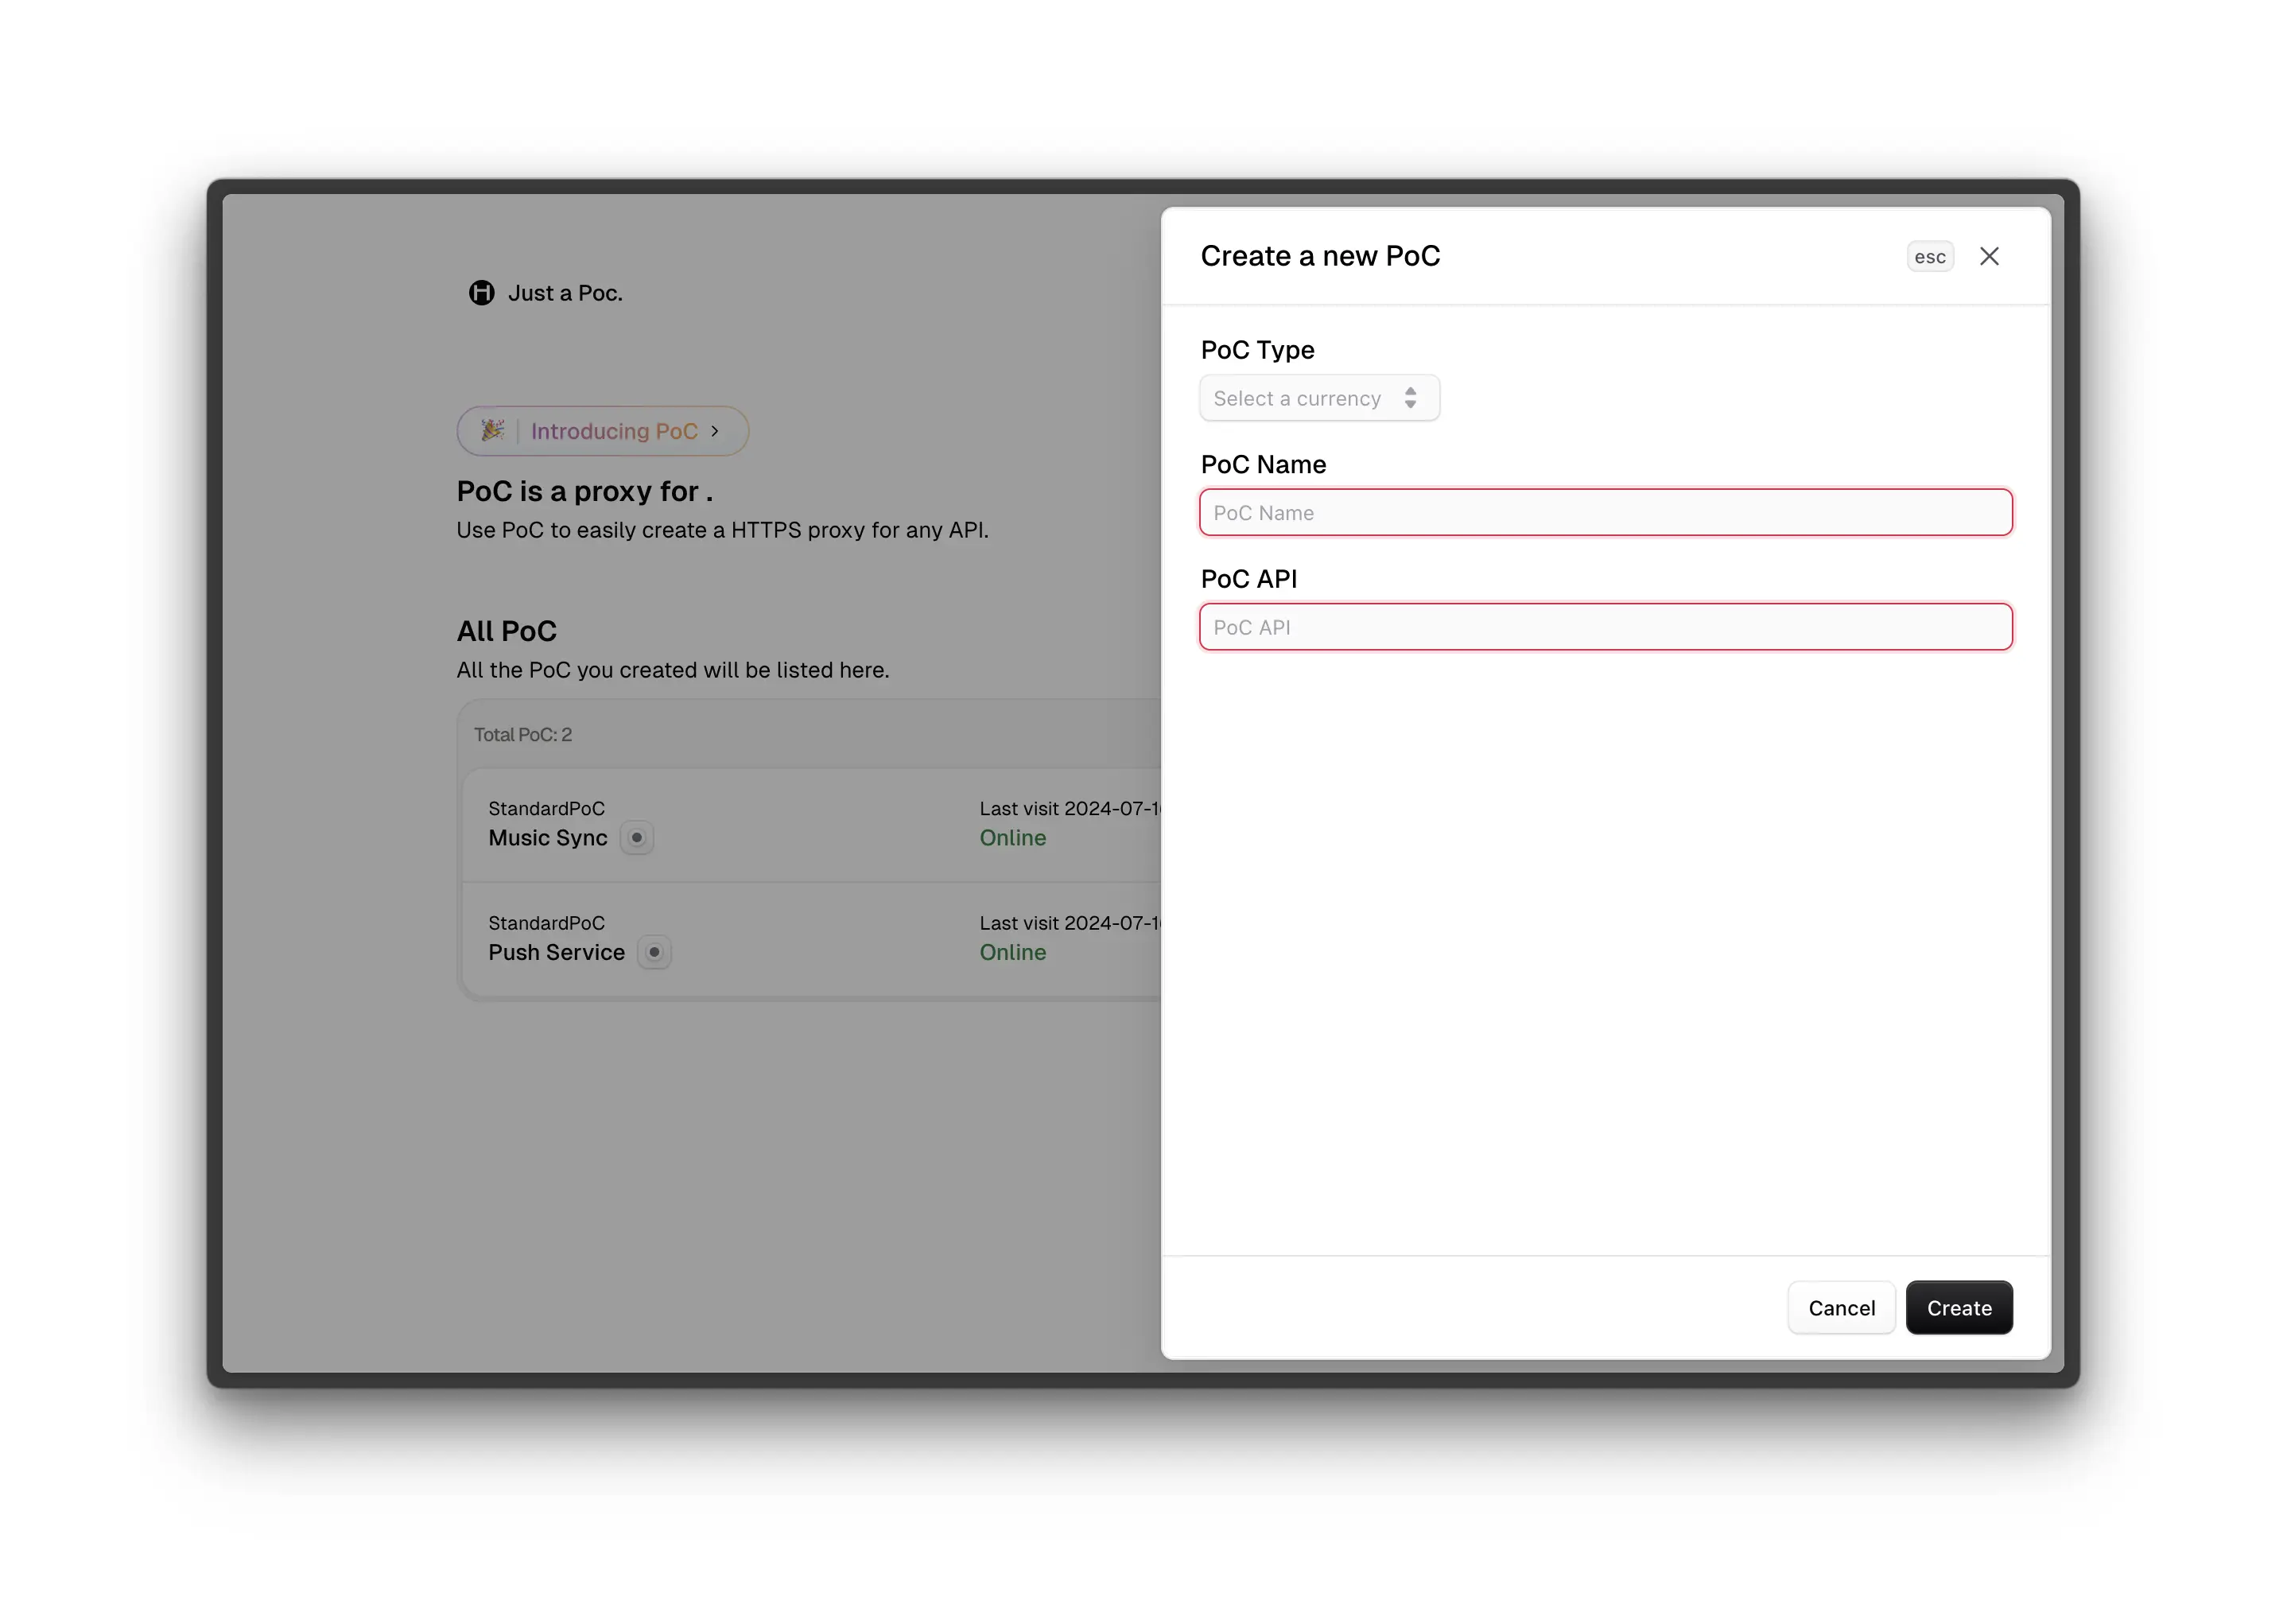 Just a Poc.
Introducing PoC
PoC is a proxy for .
Use PoC to easily create a HTTPS proxy for any API.
All PoC
All the PoC you created will be listed here.
Total PoC: 2
StandardPoC
Music Sync
Last visit 2024-07-1
Online
StandardPoC
Push Service
Last visit 2024-07-1
Online
Create a new PoC
esc
PoC Type
Select a currency
PoC Name
PoC Name
PoC API
PoC API
Cancel
Create